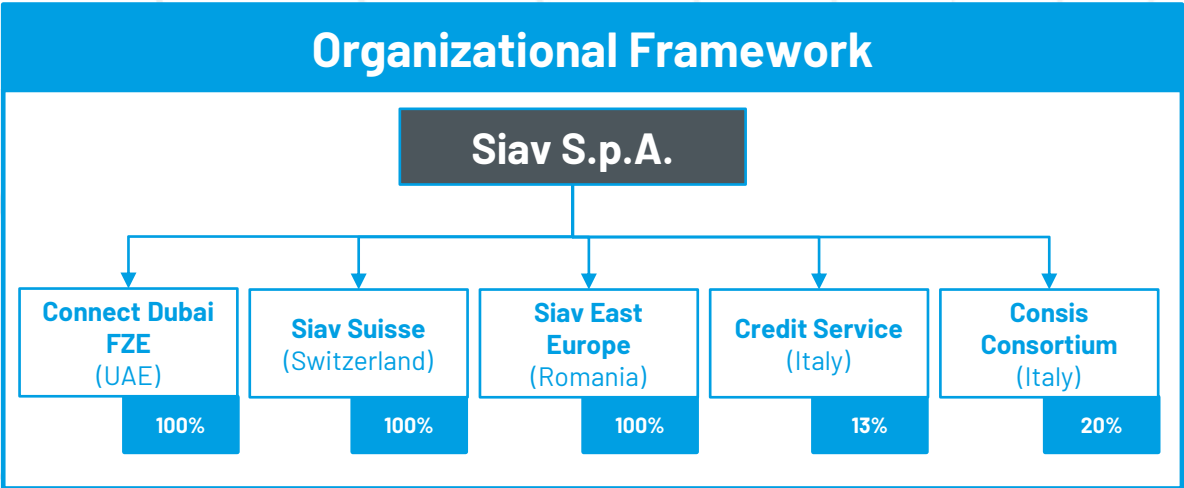 Organizational Framework
Siav S.p.A.
Connect Dubai
FZE
(UAE)
100%
Siav Suisse
(Switzerland)
100%
Siav East
Europe
(Romania)
100%
Credit Service
(Italy)
13%
Consis
Consortium
(Italy)
20%